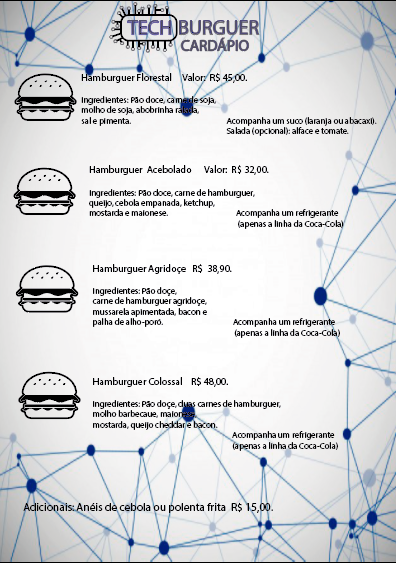 TECH BURGUER
CARDÁPIO
Hamburguer Florestal Valor: R$ 45,00.
Ingredientes: Pão doce, carne de soja,
molho de soja, abobrinha ralada,
sal e pimenta.
Acompanha um suco (laranja ou abacaxi).
Salada (opcional): alface e tomate.
Hamburguer Acebolado Valor: R$ 32,00.
Ingredientes: Pão doce, carne de hamburguer,
queijo, cebola empanada, ketchup,
mostarda e maionese.
Acompanha um refrigerante
(apenas a linha da Coca-Cola)
Hamburguer Agridoçe R$ 38,90.
Ingredientes: Pão doce,
carne de hamburguer agridoçe,
mussarela apimentada, bacon e
palha de alho-poró.
Acompanha um refrigerante
(apenas a linha da Coca-Cola)
Hamburguer Colossal R$ 48,00.
Ingredientes: Pão doçe, duas carnes de hamburguer,
molho barbecaue, maionese,
mostarda, queijo cheddar e bacon.
Acompanha um refrigerante
(apenas a linha da Coca-Cola)
Adicionais: Anéis de cebola ou polenta frita R$ 15,00.